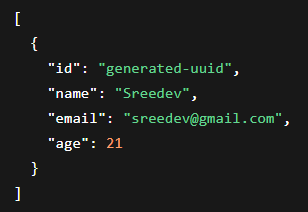 [
  {
    "id": "generated-uuid",
    "name": "Sreedev",
    "email": "sreedev@gmail.com",
    "age": 21
  }
]